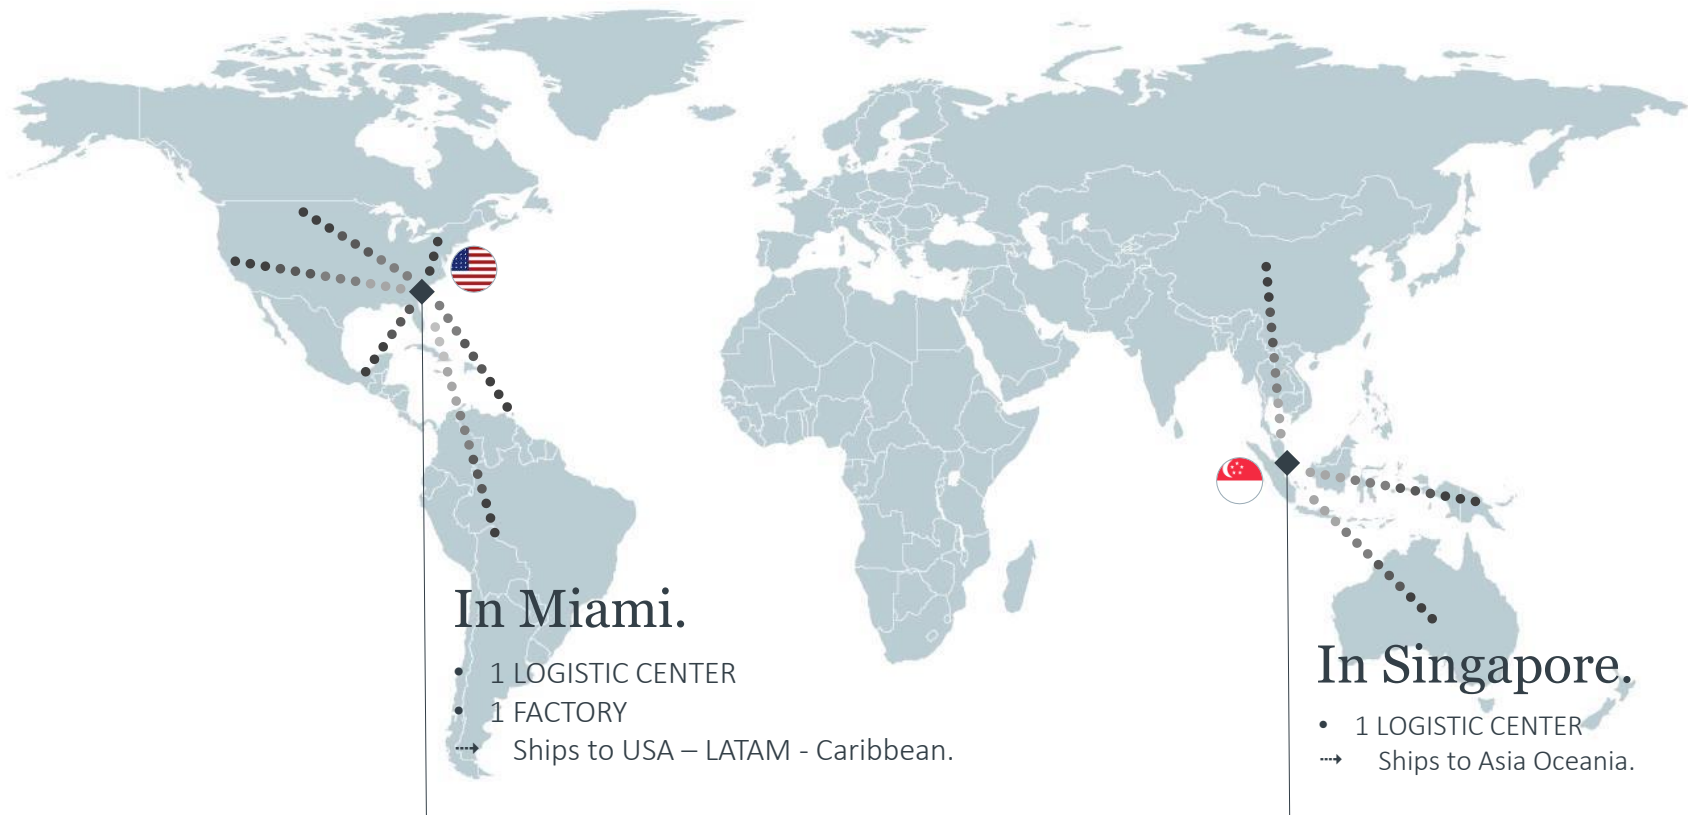 In Miami.
• 1 LOGISTIC CENTER
• 1 FACTORY
⇢ Ships to USA – LATAM - Caribbean.
In Singapore.
• 1 LOGISTIC CENTER
⇢ Ships to Asia Oceania.